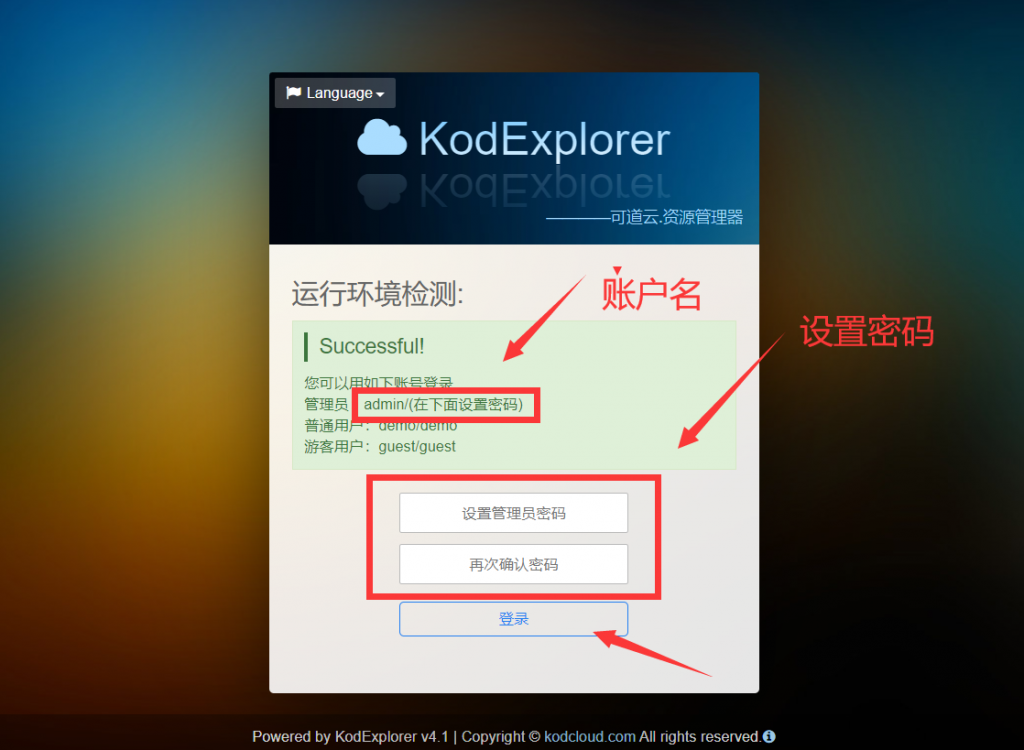 Language
KodExplorer
————可道云.资源管理器
账户名
运行环境检测:
设置密码
Successful!
您可以用如下账号登录
管理员 admin/(在下面设置密码)
普通用户：demo/demo
游客用户：guest/guest
设置管理员密码
再次确认密码
登录
Powered by KodExplorer v4.1 | Copyright © kodcloud.com All rights reserved.